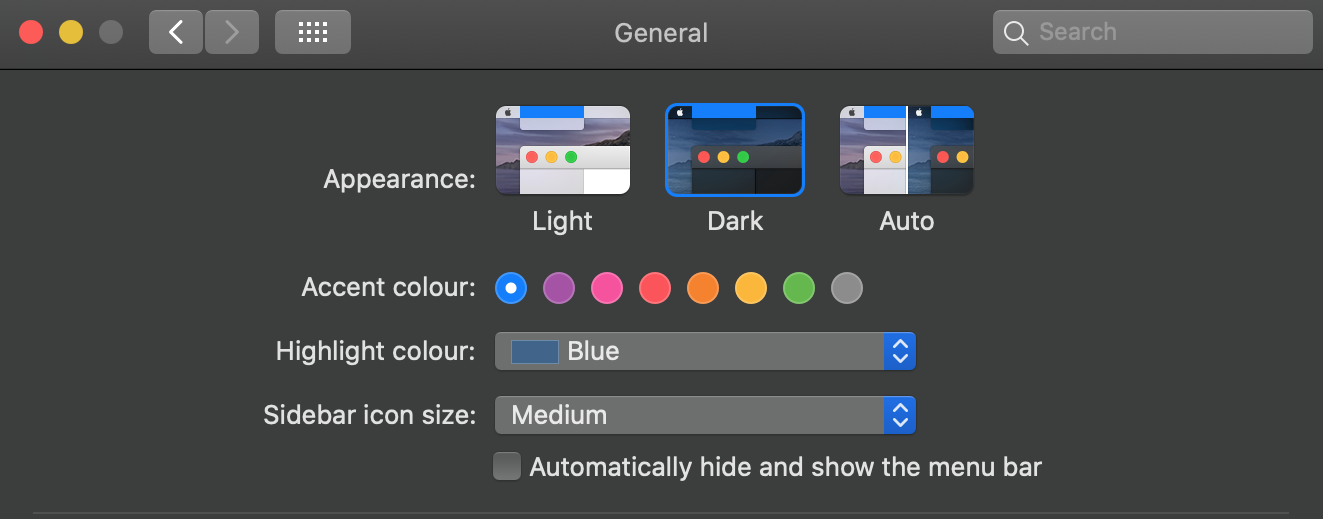 General
Search
Appearance:
Light Dark Auto
Accent colour:
Highlight colour: Blue
Sidebar icon size: Medium
Automatically hide and show the menu bar